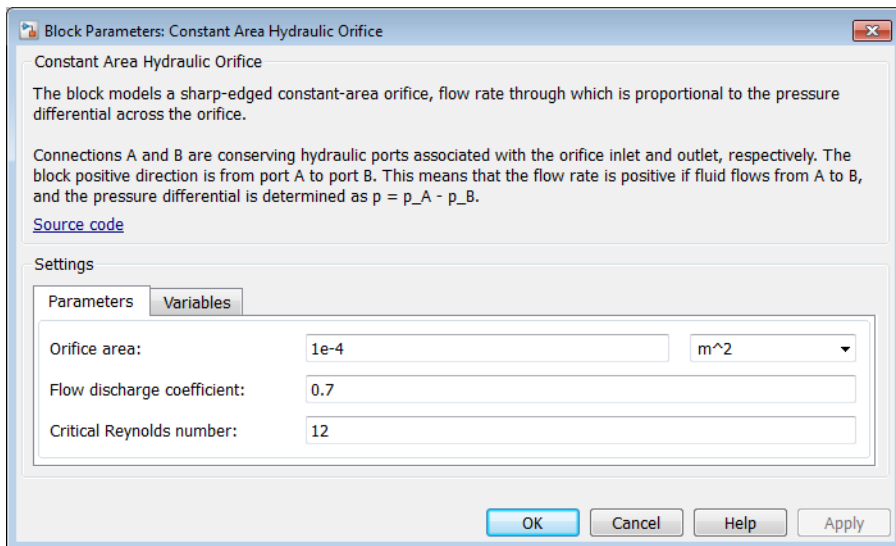 Block Parameters: Constant Area Hydraulic Orifice
Constant Area Hydraulic Orifice
The block models a sharp-edged constant-area orifice, flow rate through which is proportional to the pressure
differential across the orifice.
Connections A and B are conserving hydraulic ports associated with the orifice inlet and outlet, respectively. The
block positive direction is from port A to port B. This means that the flow rate is positive if fluid flows from A to B,
and the pressure differential is determined as p = p_A - p_B.
Source code
Settings
Parameters Variables
Orifice area: 1e-4 m^2
Flow discharge coefficient: 0.7
Critical Reynolds number: 12
OK Cancel Help Apply